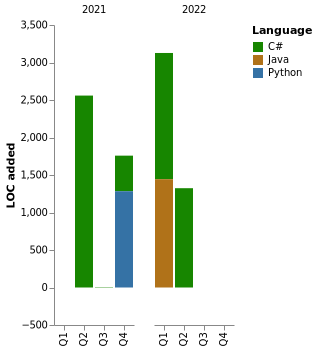 2021 2022
Language
C#
Java
Python
LOC added
3,500
3,000
2,500
2,000
1,500
1,000
500
0
−500
Q1 Q2 Q3 Q4 Q1 Q2 Q3 Q4